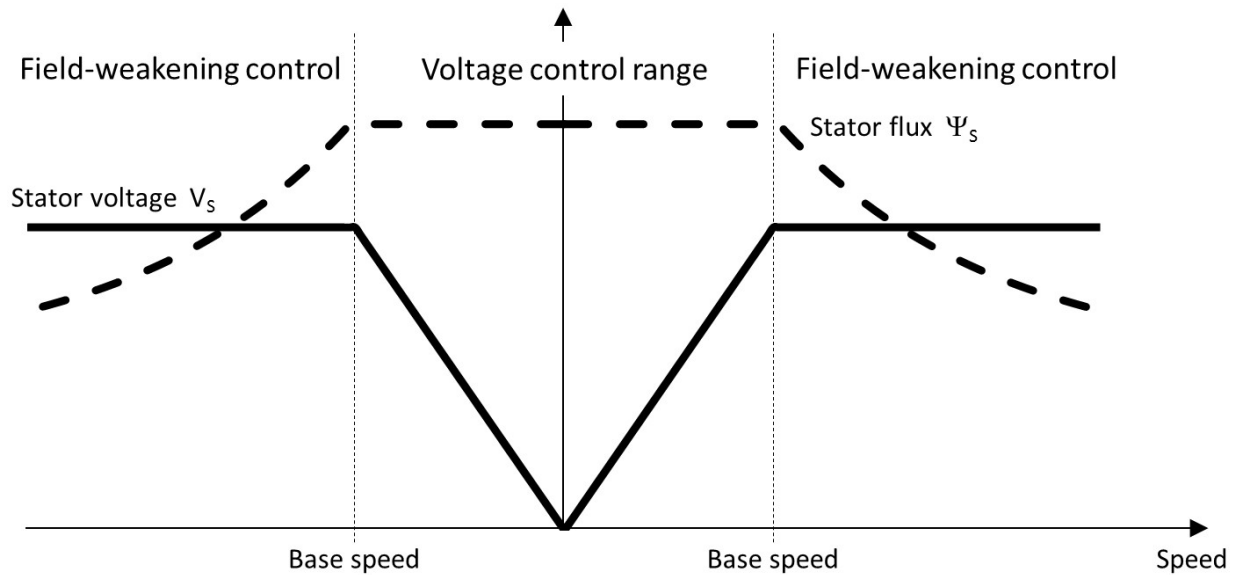 Field-weakening control
Voltage control range
Field-weakening control
Stator flux Ψs
Stator voltage Vs
Base speed
Base speed
Speed